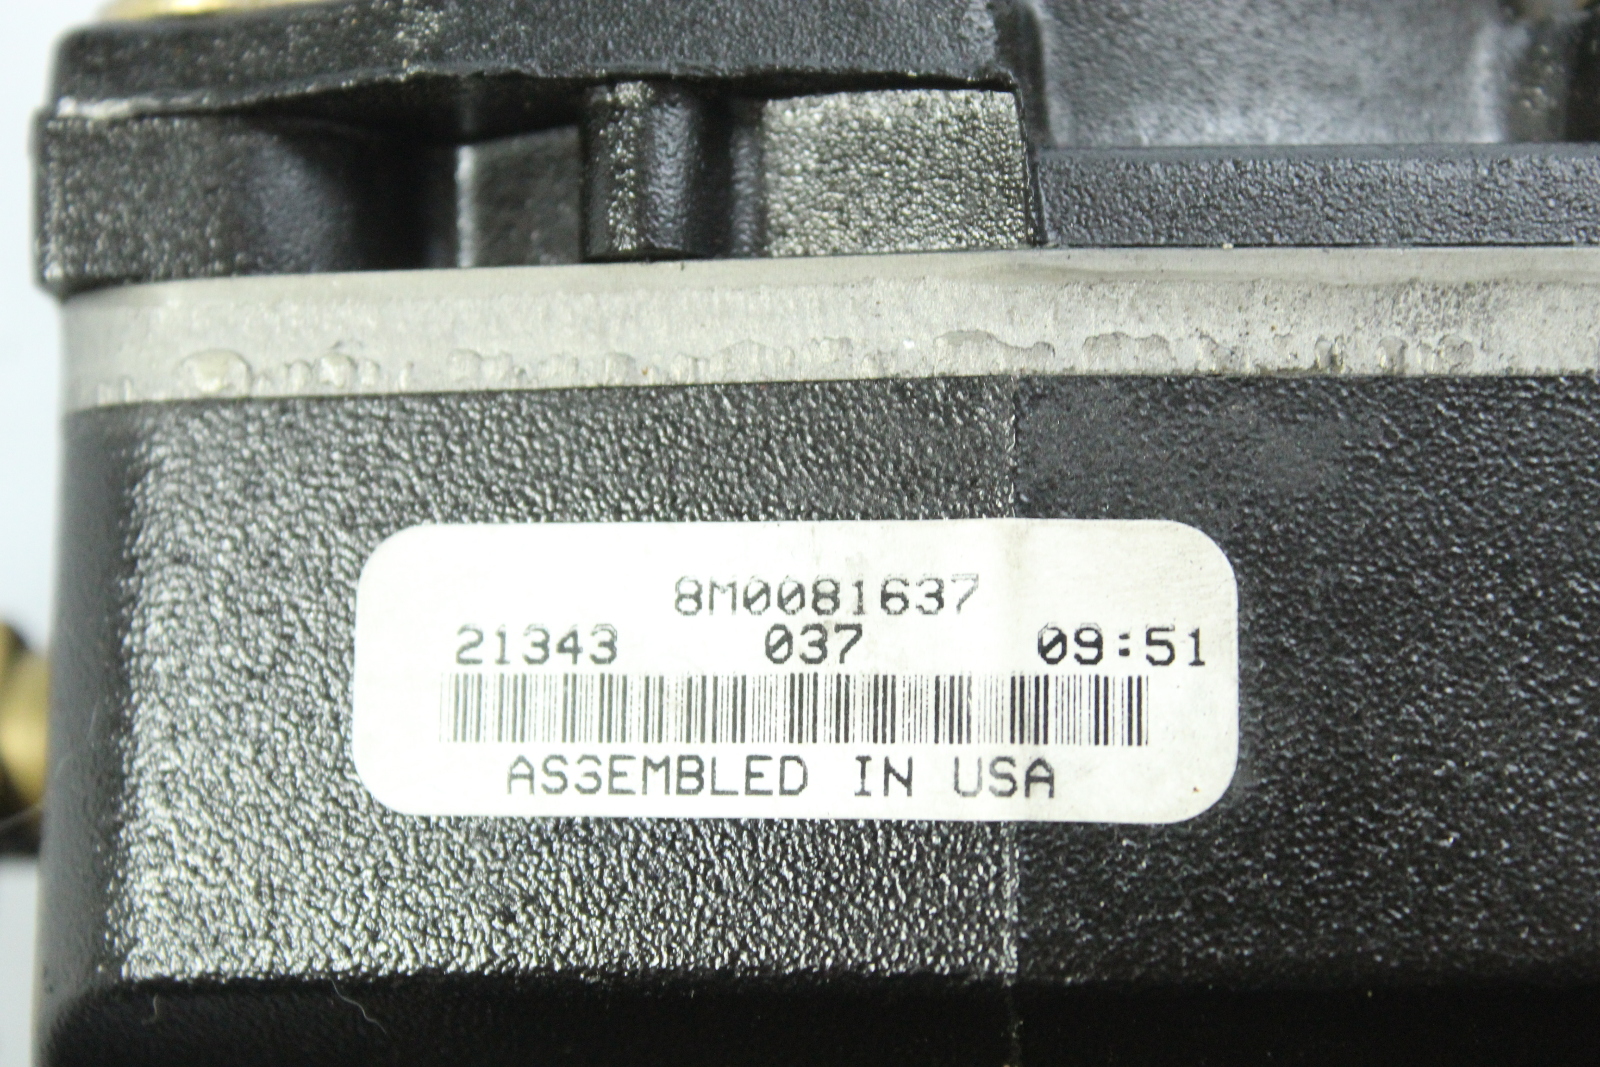 8M0081637
21343 037 09:51
ASSEMBLED IN USA